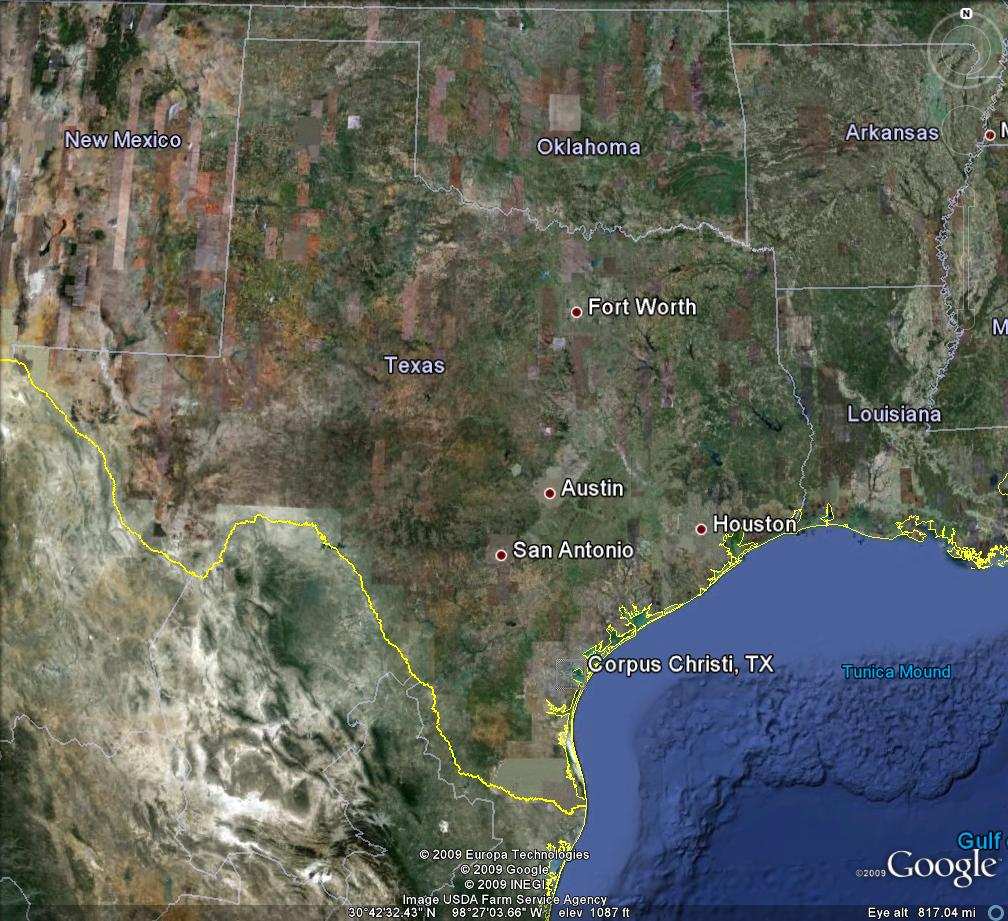 N
New Mexico
Oklahoma
Arkansas
M
Fort Worth
M
Texas
Louisiana
Austin
Houston
San Antonio
Corpus Christi, TX
Tunica Mound
Gulf
© 2009 Europa Technologies
© 2009 Google
© 2009 INEGI
©2009 Google
Image USDA Farm Service Agency
30°42'32.43" N 98°27'03.66" W elev 1087 ft
Eye alt 817.04 mi